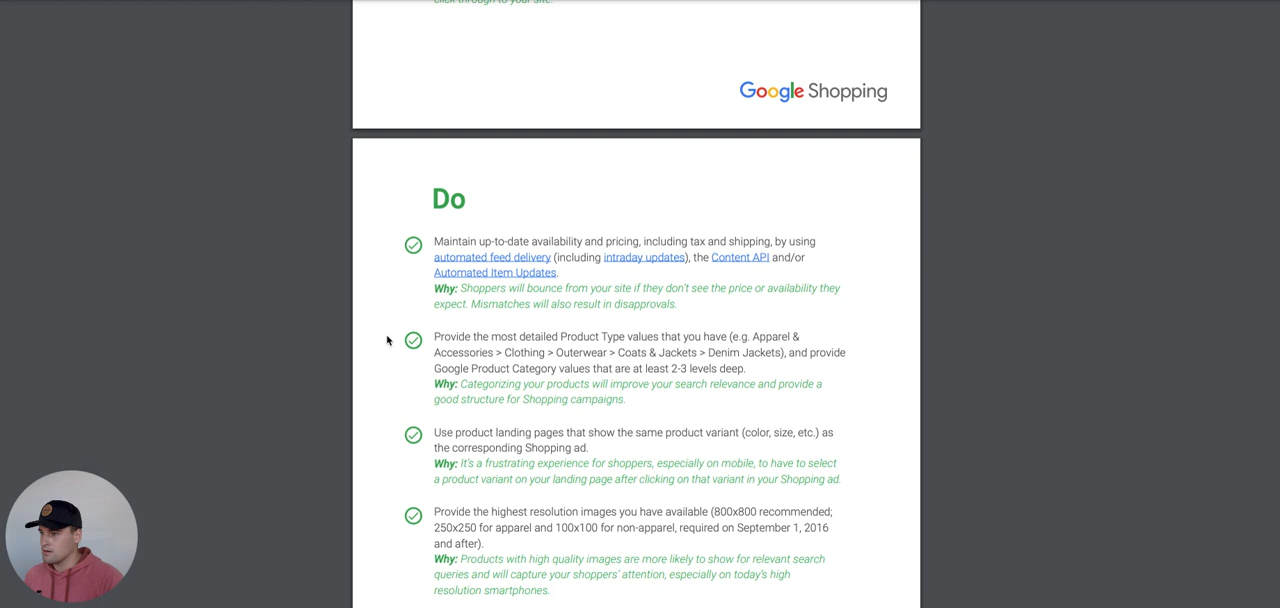 click through to your site.
Google Shopping
Do
Maintain up-to-date availability and pricing, including tax and shipping, by using
automated feed delivery (including intraday updates), the Content API and/or
Automated Item Updates.
Why: Shoppers will bounce from your site if they don't see the price or availability they
expect. Mismatches will also result in disapprovals.
Provide the most detailed Product Type values that you have (e.g. Apparel &
Accessories > Clothing > Outerwear > Coats & Jackets > Denim Jackets), and provide
Google Product Category values that are at least 2-3 levels deep.
Why: Categorizing your products will improve your search relevance and provide a
good structure for Shopping campaigns.
Use product landing pages that show the same product variant (color, size, etc.) as
the corresponding Shopping ad.
Why: It's a frustrating experience for shoppers, especially on mobile, to have to select
a product variant on your landing page after clicking on that variant in your Shopping ad.
Provide the highest resolution images you have available (800x800 recommended;
250x250 for apparel and 100x100 for non-apparel, required on September 1, 2016
and after).
Why: Products with high quality images are more likely to show for relevant search
queries and will capture your shoppers' attention, especially on today's high
resolution smartphones.